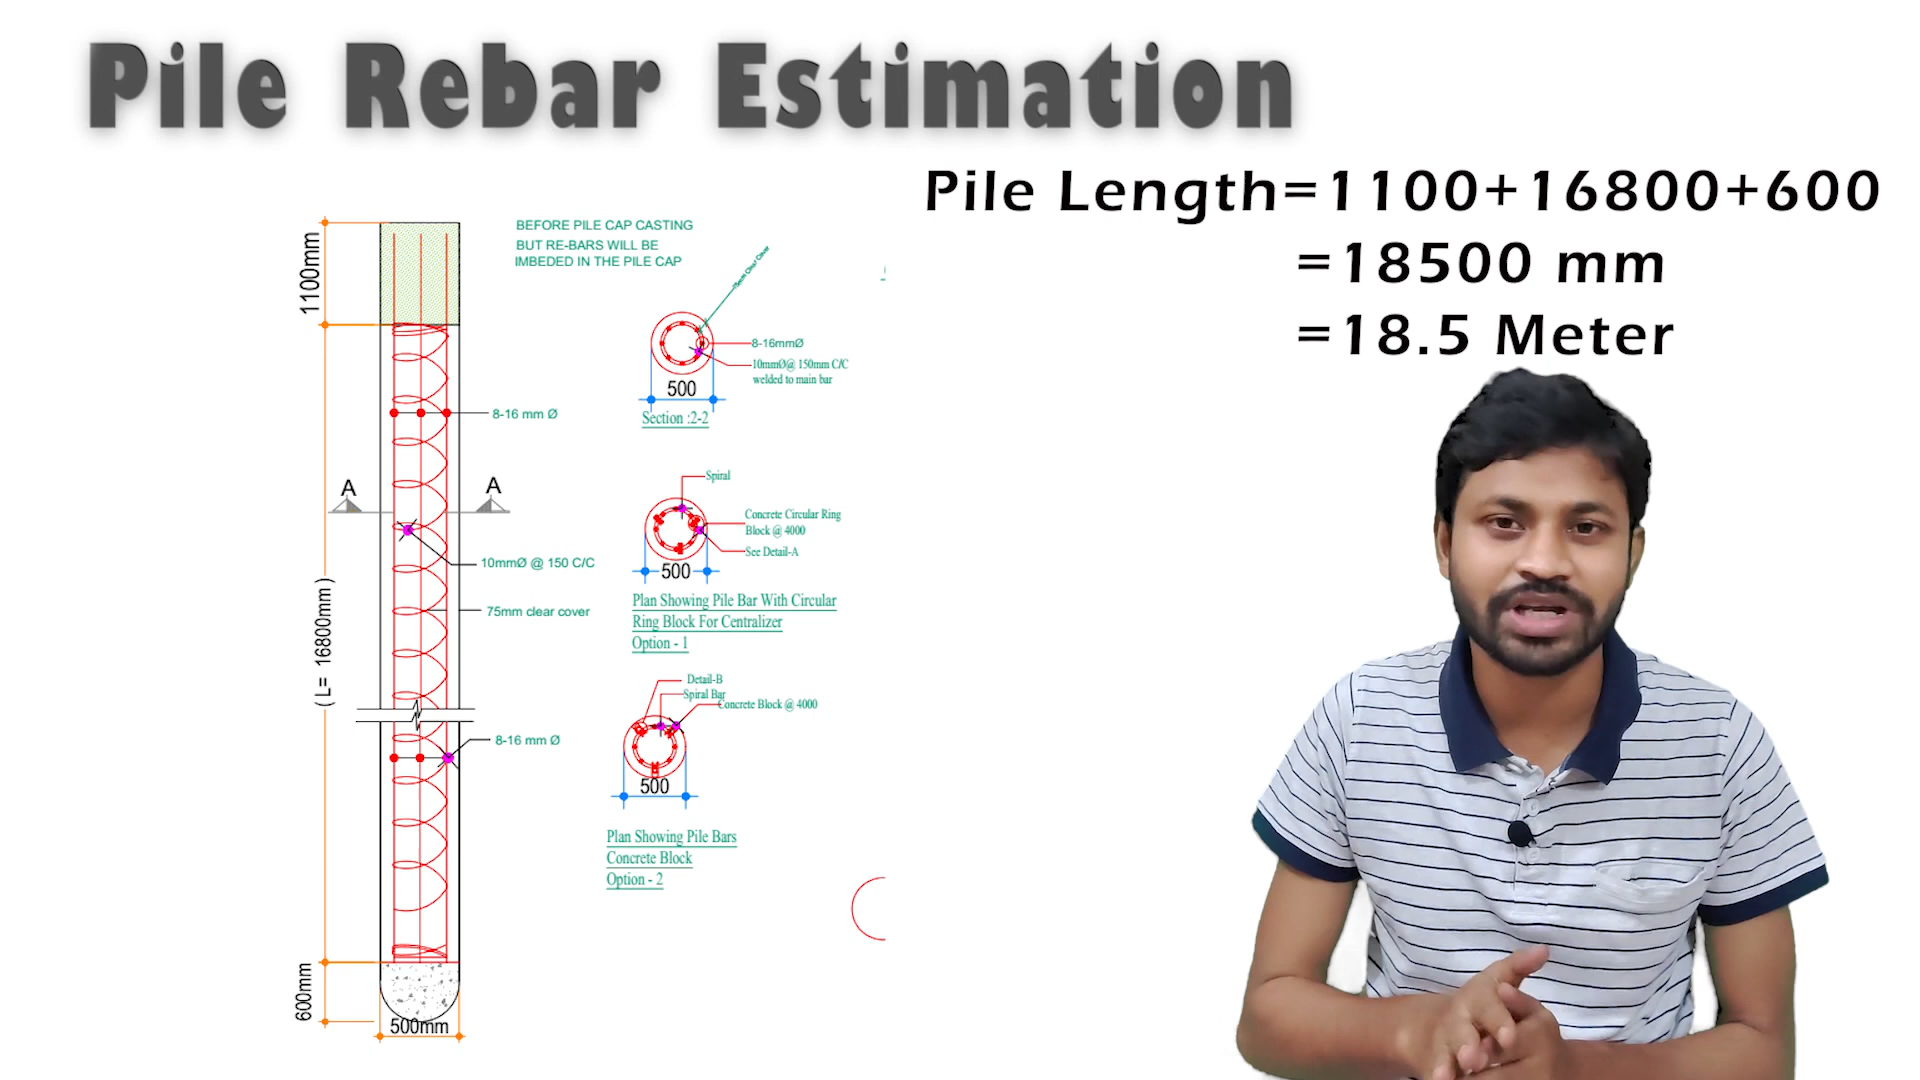 Pile Rebar Estimation
Pile Length=1100+16800+600
=18500 mm
=18.5 Meter
1100mm
BEFORE PILE CAP CASTING
BUT RE-BARS WILL BE
IMBEDED IN THE PILE CAP
75mm Clear Cover
8-16mmØ
10mmØ@ 150mm C/C
welded to main bar
500
Section :2-2
8-16 mm Ø
A
A
Spiral
Concrete Circular Ring
Block @ 4000
See Detail-A
500
10mmØ @ 150 C/C
75mm clear cover
( L= 16800mm )
Plan Showing Pile Bar With Circular
Ring Block For Centralizer
Option - 1
Detail-B
Spiral Bar
Concrete Block @ 4000
8-16 mm Ø
500
Plan Showing Pile Bars
Concrete Block
Option - 2
600mm
500mm